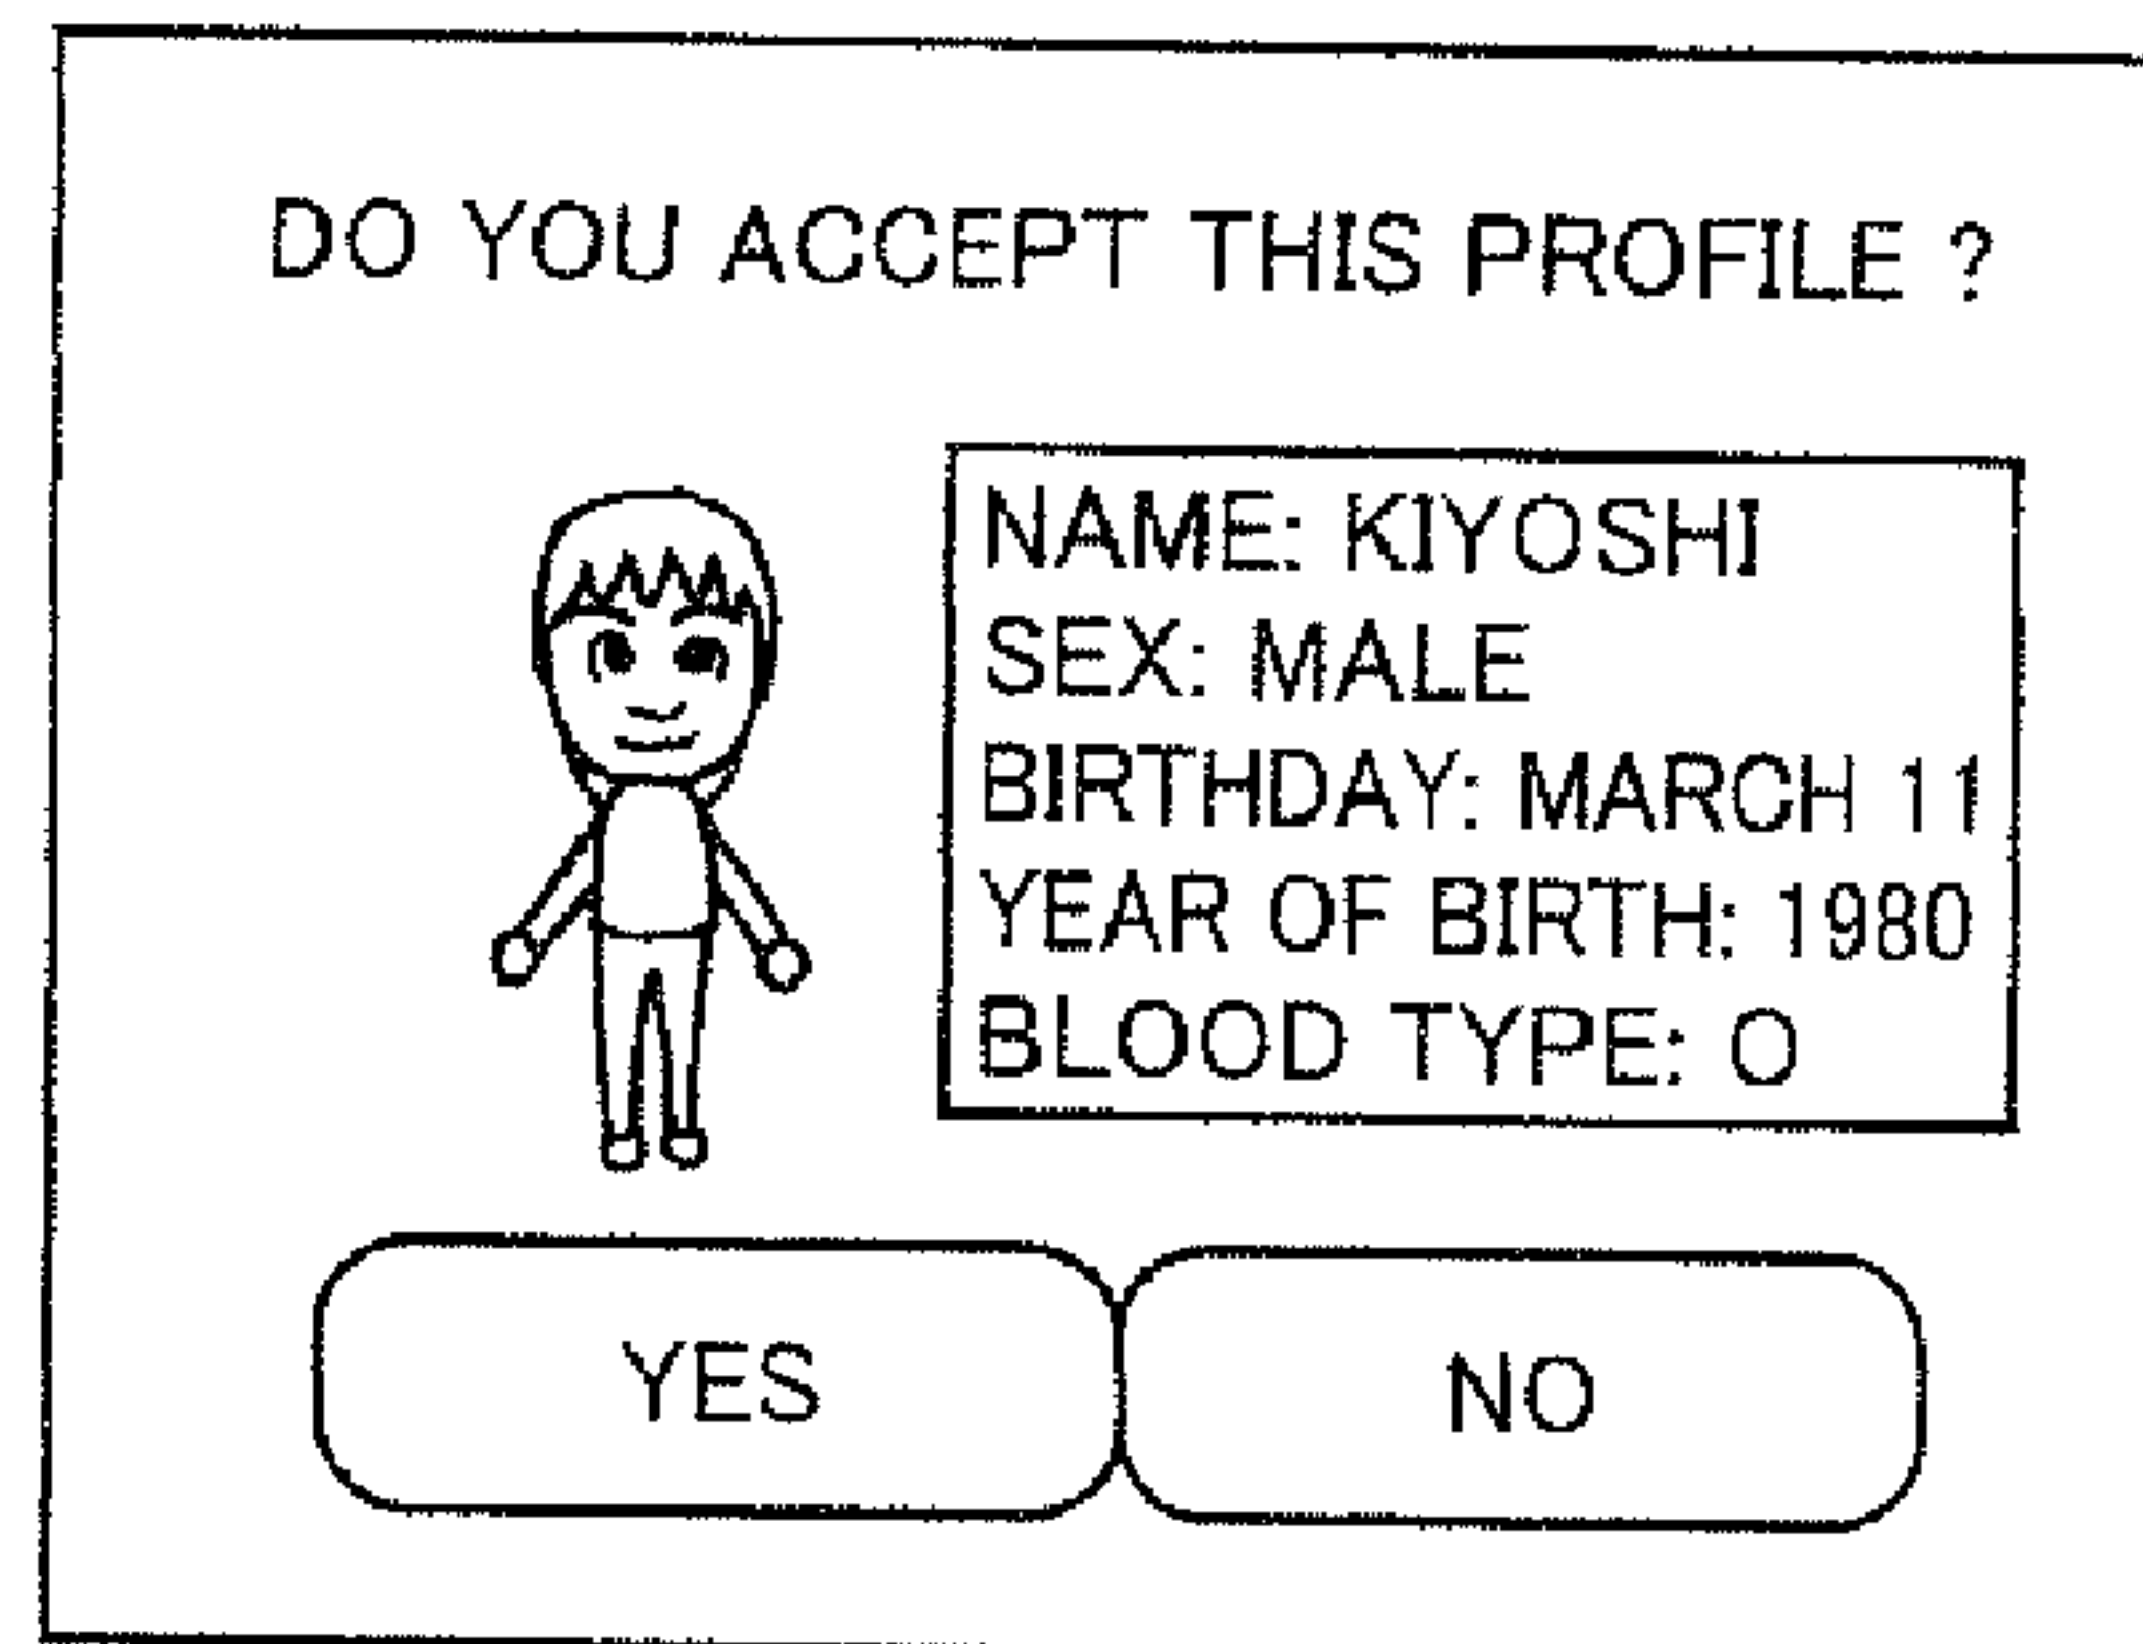 DO YOU ACCEPT THIS PROFILE ?
NAME: KIYOSHI
SEX: MALE
BIRTHDAY: MARCH 11
YEAR OF BIRTH: 1980
BLOOD TYPE: O
YES
NO